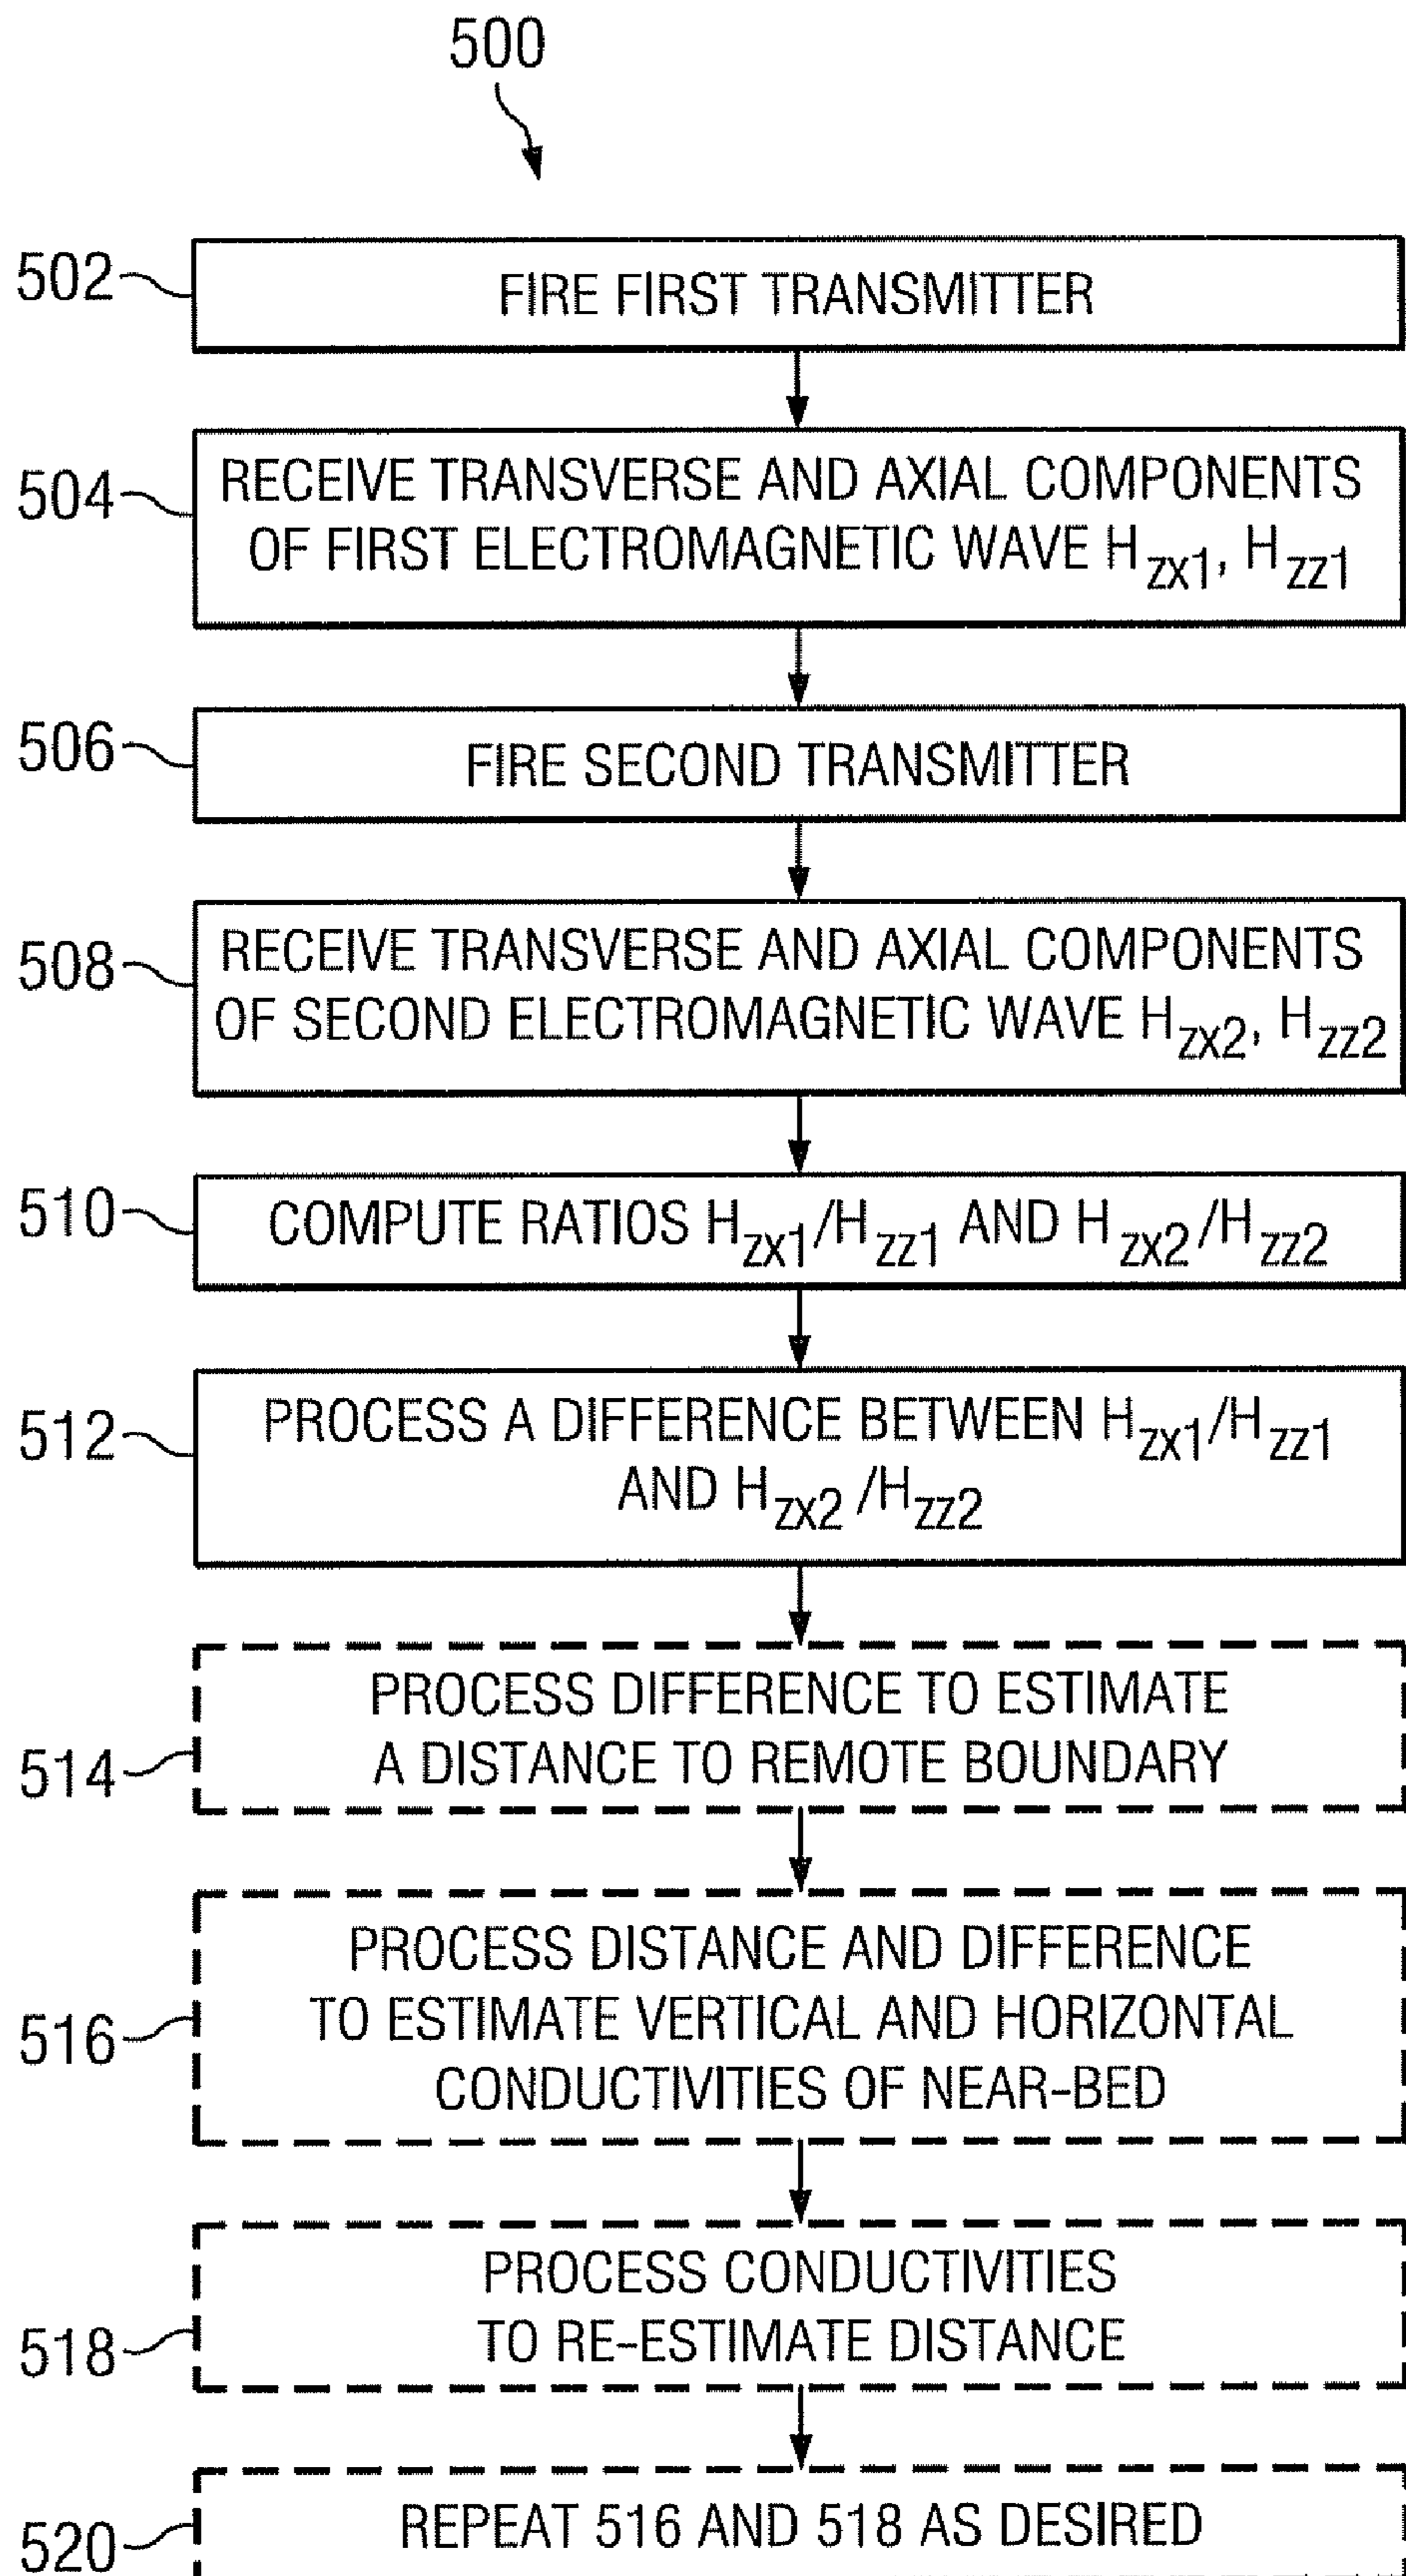 500
502
FIRE FIRST TRANSMITTER
504
RECEIVE TRANSVERSE AND AXIAL COMPONENTS
OF FIRST ELECTROMAGNETIC WAVE Hzx1, Hzz1
506
FIRE SECOND TRANSMITTER
508
RECEIVE TRANSVERSE AND AXIAL COMPONENTS
OF SECOND ELECTROMAGNETIC WAVE Hzx2, Hzz2
510
COMPUTE RATIOS Hzx1/Hzz1 AND Hzx2/Hzz2
512
PROCESS A DIFFERENCE BETWEEN Hzx1/Hzz1
AND Hzx2/Hzz2
514
PROCESS DIFFERENCE TO ESTIMATE
A DISTANCE TO REMOTE BOUNDARY
516
PROCESS DISTANCE AND DIFFERENCE
TO ESTIMATE VERTICAL AND HORIZONTAL
CONDUCTIVITIES OF NEAR-BED
518
PROCESS CONDUCTIVITIES
TO RE-ESTIMATE DISTANCE
520
REPEAT 516 AND 518 AS DESIRED